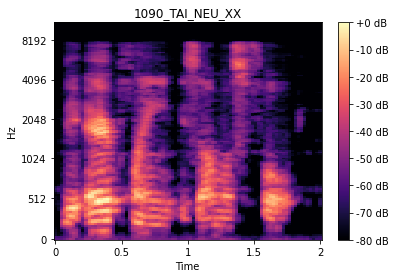 1090_TAI_NEU_XX
+0 dB
8192
-10 dB
4096
-20 dB
-30 dB
2048
Hz
-40 dB
1024
-50 dB
512
-60 dB
-70 dB
0
-80 dB
0
0.5
1
1.5
2
Time